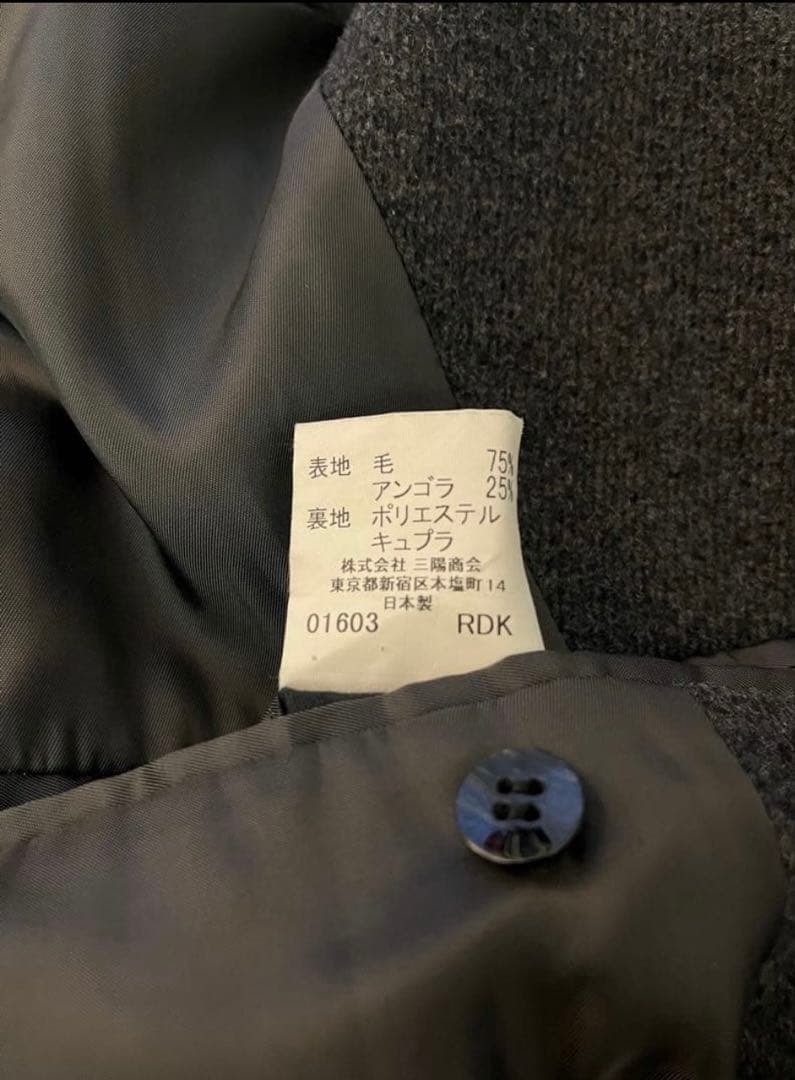 表地 毛 75%
アンゴラ 25%
裏地 ポリエステル
キュプラ
株式会社 三陽商会
東京都新宿区本塩町14
日本製
01603 RDK